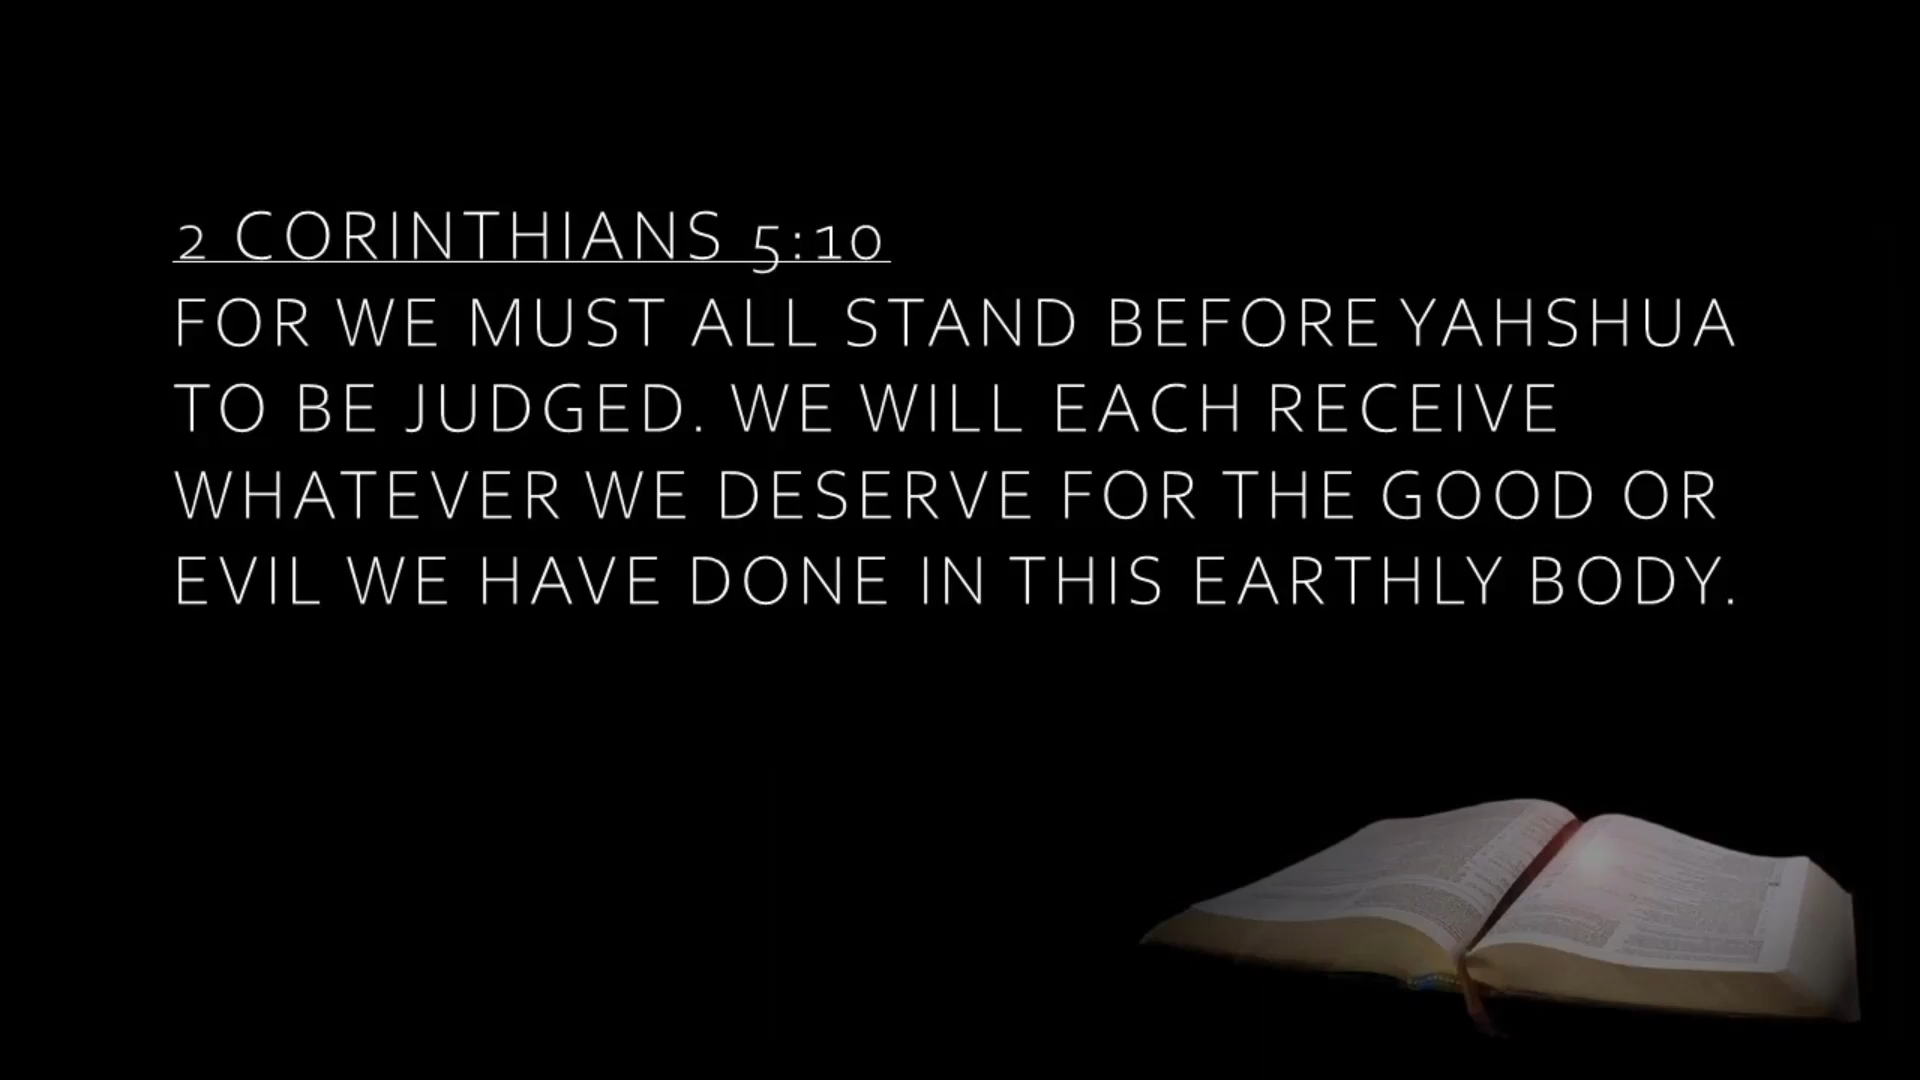 2 CORINTHIANS 5:10
FOR WE MUST ALL STAND BEFORE YAHSHUA
TO BE JUDGED. WE WILL EACH RECEIVE
WHATEVER WE DESERVE FOR THE GOOD OR
EVIL WE HAVE DONE IN THIS EARTHLY BODY.